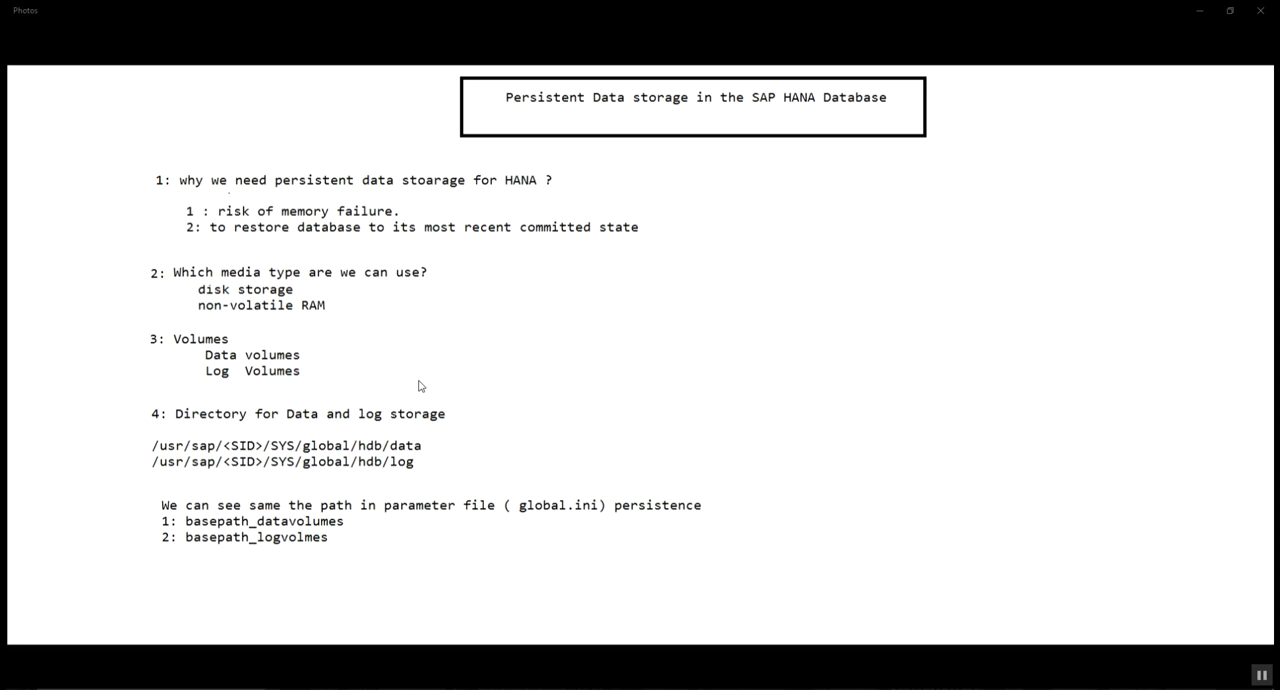 Photos
Persistent Data storage in the SAP HANA Database
1: why we need persistent data stoarage for HANA ?
1 : risk of memory failure.
2: to restore database to its most recent committed state
2: Which media type are we can use?
disk storage
non-volatile RAM
3: Volumes
Data volumes
Log Volumes
4: Directory for Data and log storage
/usr/sap/<SID>/SYS/global/hdb/data
/usr/sap/<SID>/SYS/global/hdb/log
We can see same the path in parameter file ( global.ini) persistence
1: basepath_datavolumes
2: basepath_logvolmes